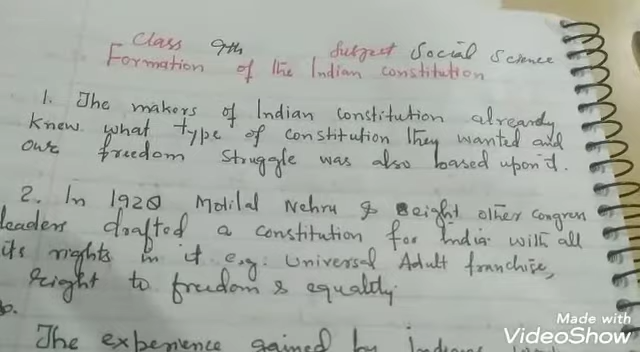 Class 9th Subject Social Science
Formation of the Indian constitution
1. The makers of Indian constitution already
knew what type of constitution they wanted and
our freedom struggle was also based upon it.
2. In 1920 Motilal Nehru & eight other congress
leaders drafted a constitution for India with all
its rights in it e.g. Universal Adult franchise,
Right to freedom & equality.
The experience gained by Indians
Made with
VideoShow